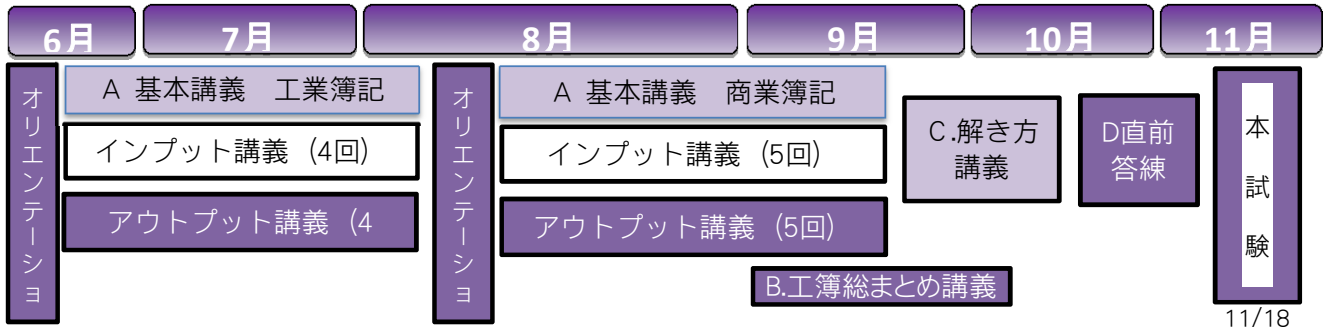 6月
7月
8月
9月
10月
11月
オリエンテーショ
A 基本講義 工業簿記
インプット講義 (4回)
アウトプット講義 (4
オリエンテーショ
A 基本講義 商業簿記
インプット講義 (5回)
アウトプット講義 (5回)
B.工簿総まとめ講義
C.解き方
講義
D直前
答練
本試験
11/18